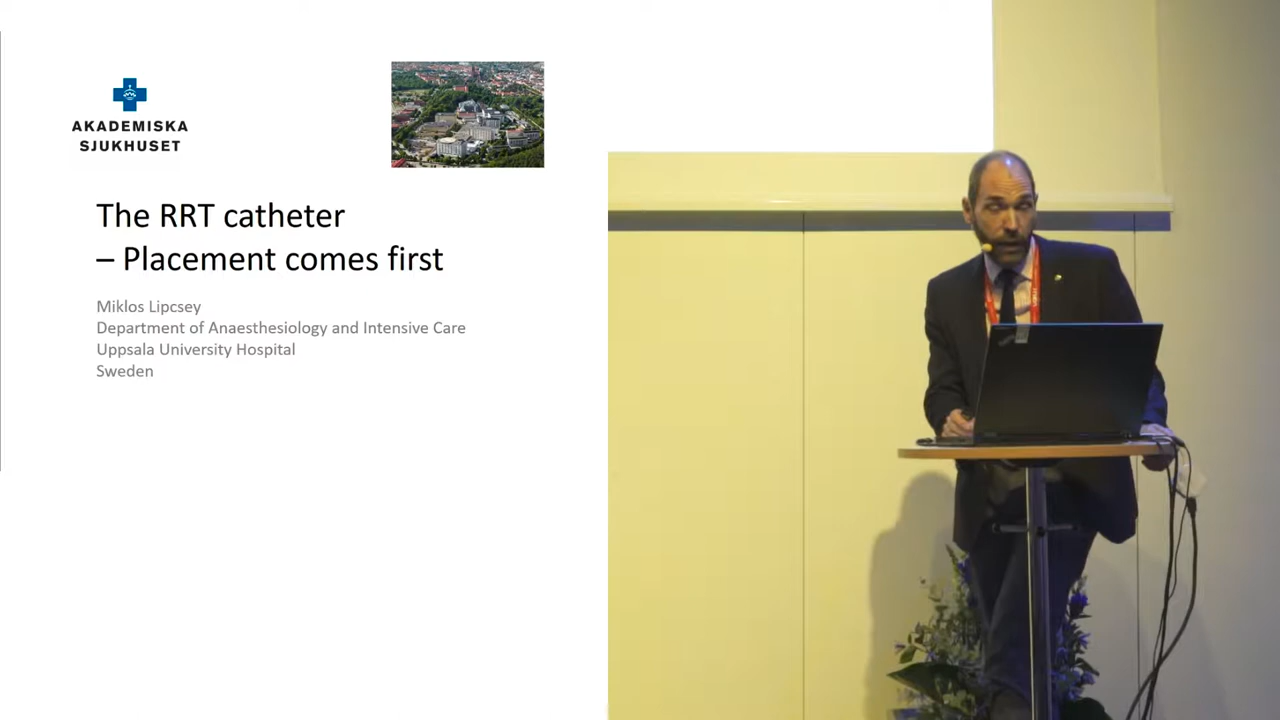 AKADEMISKA
SJUKHUSET
The RRT catheter
– Placement comes first
Miklos Lipcsey
Department of Anaesthesiology and Intensive Care
Uppsala University Hospital
Sweden